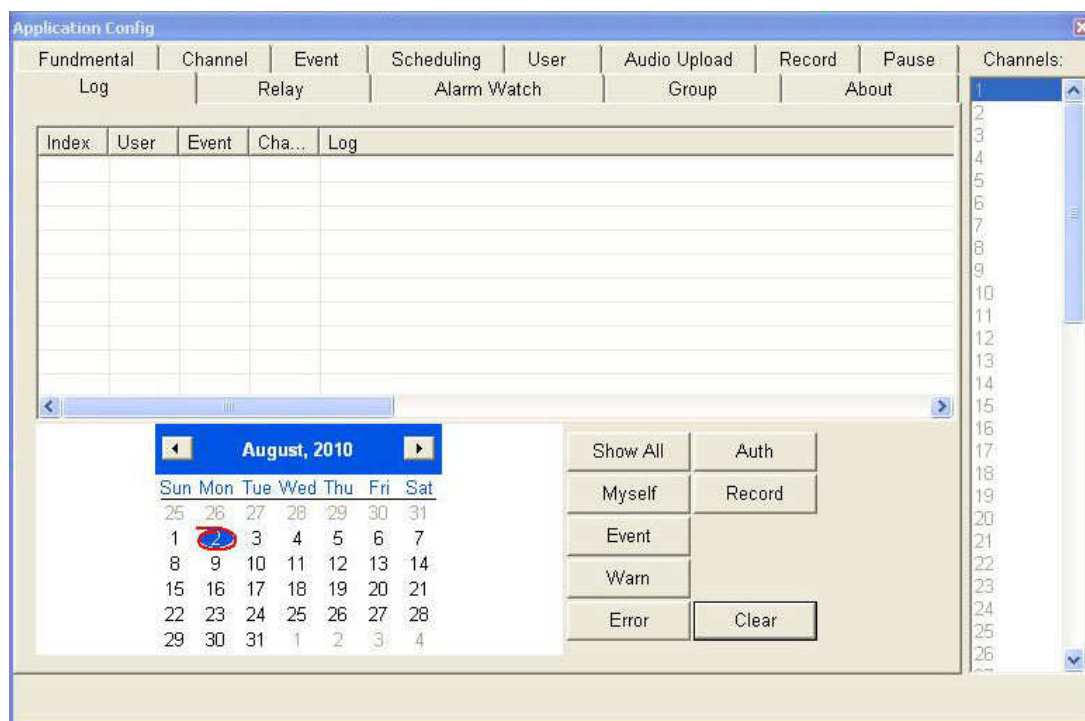 Application Config
Fundmental Channel Event Scheduling User Audio Upload Record Pause Channels:
Log Relay Alarm Watch Group About
Index User Event Cha... Log
1
2
3
4
5
6
7
8
9
10
11
12
13
14
15
16
17
18
19
20
21
22
23
24
25
26
August, 2010
Sun Mon Tue Wed Thu Fri Sat
25 26 27 28 29 30 31
1 2 3 4 5 6 7
8 9 10 11 12 13 14
15 16 17 18 19 20 21
22 23 24 25 26 27 28
29 30 31 1 2 3 4
Show All Auth
Myself Record
Event
Warn
Error Clear